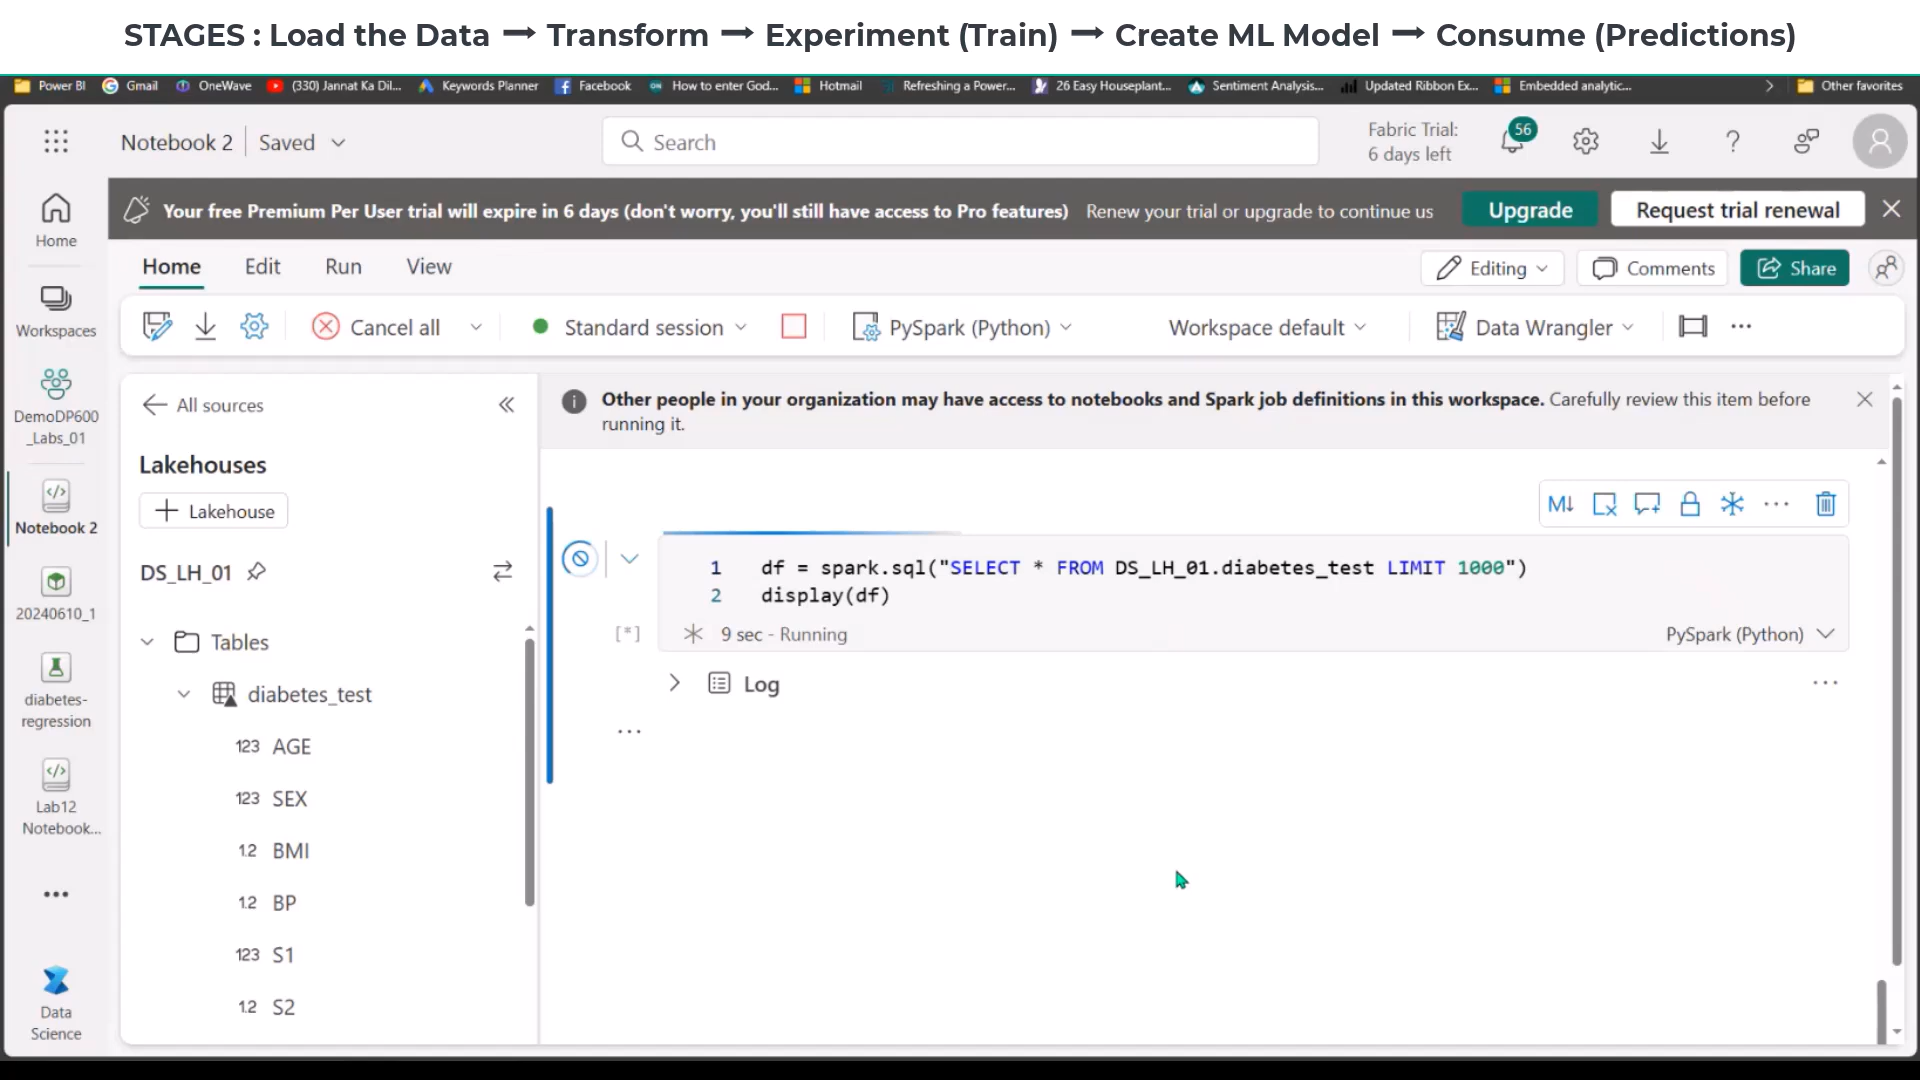 STAGES : Load the Data → Transform → Experiment (Train) → Create ML Model → Consume (Predictions)
Power BI Gmail OneWave (330) Jannat Ka Dil... Keywords Planner Facebook How to enter God... Hotmail Refreshing a Power... 26 Easy Houseplant... Sentiment Analysis... Updated Ribbon Ex... Embedded analytic... Other favorites
Notebook 2 | Saved
Search
Fabric Trial:
6 days left
56
Your free Premium Per User trial will expire in 6 days (don't worry, you'll still have access to Pro features) Renew your trial or upgrade to continue us
Upgrade
Request trial renewal
Home
Workspaces
DemoDP600
_Labs_01
Notebook 2
20240610_1
diabetes-
regression
Lab12
Notebook...
Data
Science
Home Edit Run View
Editing
Comments
Share
Cancel all
Standard session
PySpark (Python)
Workspace default
Data Wrangler
All sources
Lakehouses
+ Lakehouse
DS_LH_01
Tables
diabetes_test
123 AGE
123 SEX
1.2 BMI
1.2 BP
123 S1
1.2 S2
Other people in your organization may have access to notebooks and Spark job definitions in this workspace. Carefully review this item before
running it.
M↓
1 df = spark.sql("SELECT * FROM DS_LH_01.diabetes_test LIMIT 1000")
2 display(df)
[*]
9 sec - Running
PySpark (Python)
Log